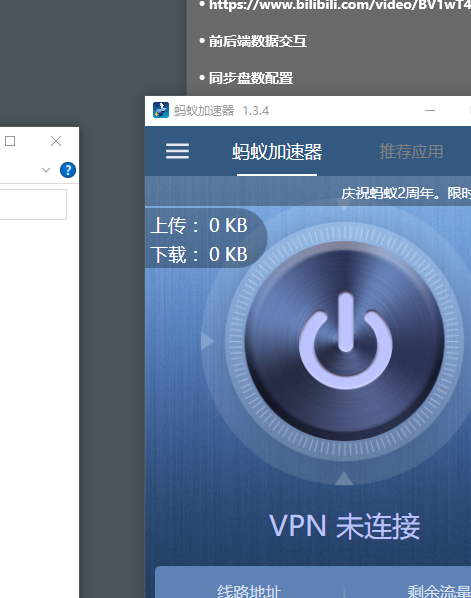 • https://www.bilibili.com/video/BV1wT4
• 前后端数据交互
• 同步盘数配置
蚂蚁加速器 1.3.4
?
蚂蚁加速器 推荐应用
庆祝蚂蚁2周年。限时
上传： 0 KB
下载： 0 KB
VPN 未连接
线路地址 剩余流量